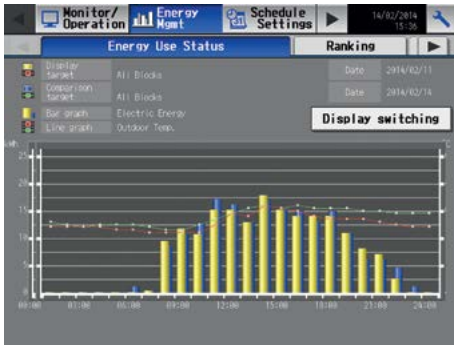 Monitor/ Operation
Energy Mgmt
Schedule Settings
14/02/2014 15:36
Energy Use Status
Ranking
Display target
All Blocks
Date 2014/02/11
Comparison target
All Blocks
Date 2014/02/14
Bar graph Electric Energy
Line graph Outdoor Temp.
Display switching
kWh
°C
25
20
15
10
5
0
00:00 03:00 06:00 09:00 12:00 15:00 18:00 21:00 24:00